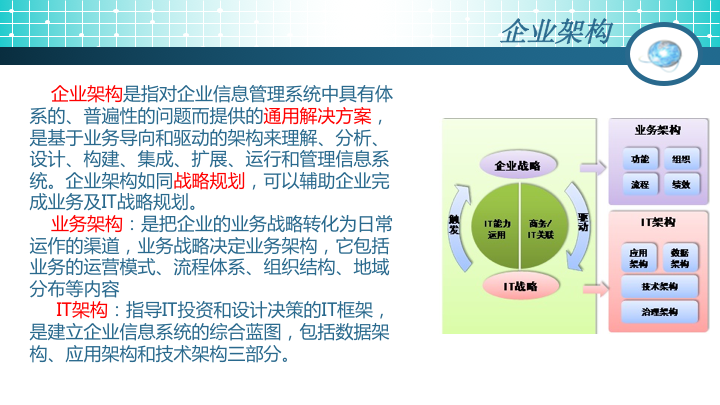 企业架构
企业架构是指对企业信息管理系统中具有体
系的、普遍性的问题而提供的通用解决方案，
是基于业务导向和驱动的架构来理解、分析、
设计、构建、集成、扩展、运行和管理信息系
统。企业架构如同战略规划，可以辅助企业完
成业务及IT战略规划。
业务架构：是把企业的业务战略转化为日常
运作的渠道，业务战略决定业务架构，它包括
业务的运营模式、流程体系、组织结构、地域
分布等内容
IT架构：指导IT投资和设计决策的IT框架，
是建立企业信息系统的综合蓝图，包括数据架
构、应用架构和技术架构三部分。
企业战略
触发
IT能力
运用
商务/
IT关联
驱动
IT战略
业务架构
功能 组织
流程 绩效
IT架构
应用 数据
架构 架构
技术架构
治理架构